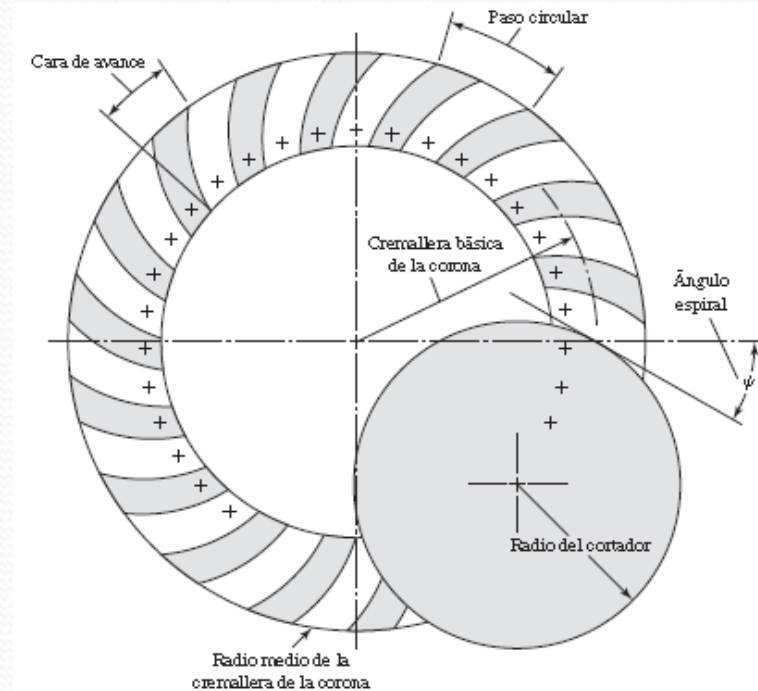 Paso circular
Cara de avance
Cremallera básica
de la corona
Ángulo
espiral
ψ
Radio del cortador
Radio medio de la
cremallera de la corona